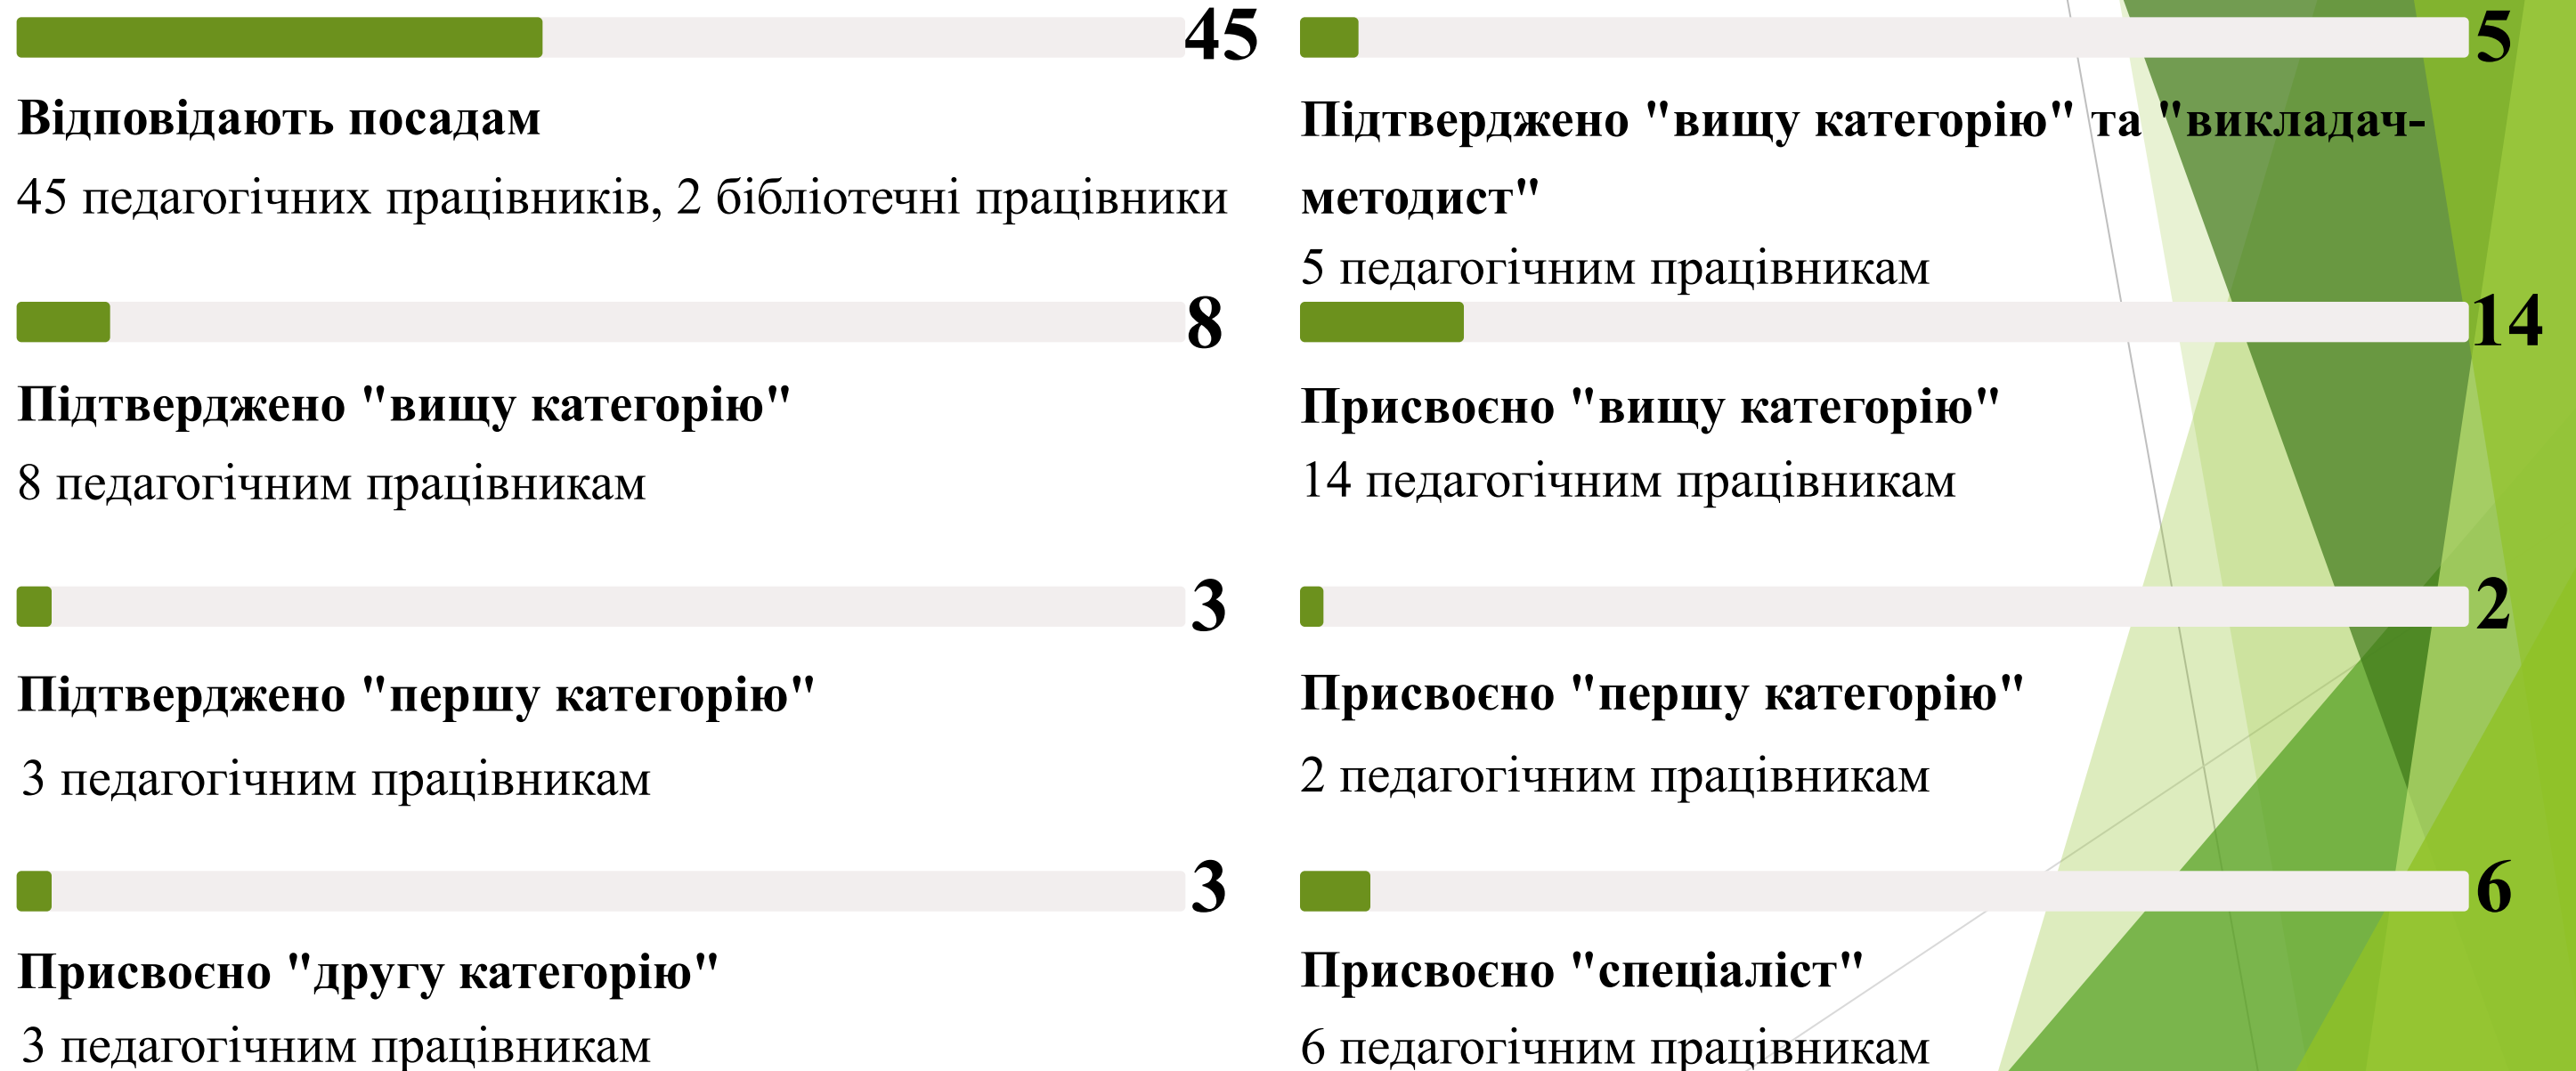 45
Відповідають посадам
45 педагогічних працівників, 2 бібліотечні працівники
5
Підтверджено "вищу категорію" та "викладач-
методист"
5 педагогічним працівникам
8
Підтверджено "вищу категорію"
8 педагогічним працівникам
14
Присвоєно "вищу категорію"
14 педагогічним працівникам
3
Підтверджено "першу категорію"
3 педагогічним працівникам
2
Присвоєно "першу категорію"
2 педагогічним працівникам
3
Присвоєно "другу категорію"
3 педагогічним працівникам
6
Присвоєно "спеціаліст"
6 педагогічним працівникам